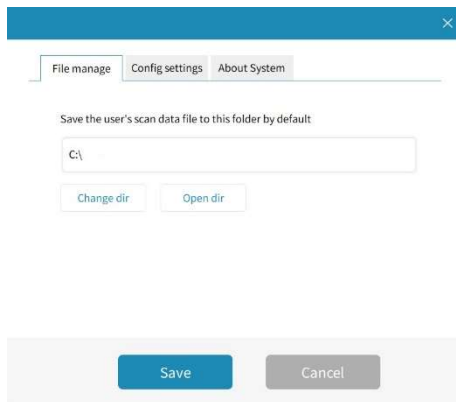 File manage Config settings About System
Save the user's scan data file to this folder by default
C:\
Change dir Open dir
Save Cancel